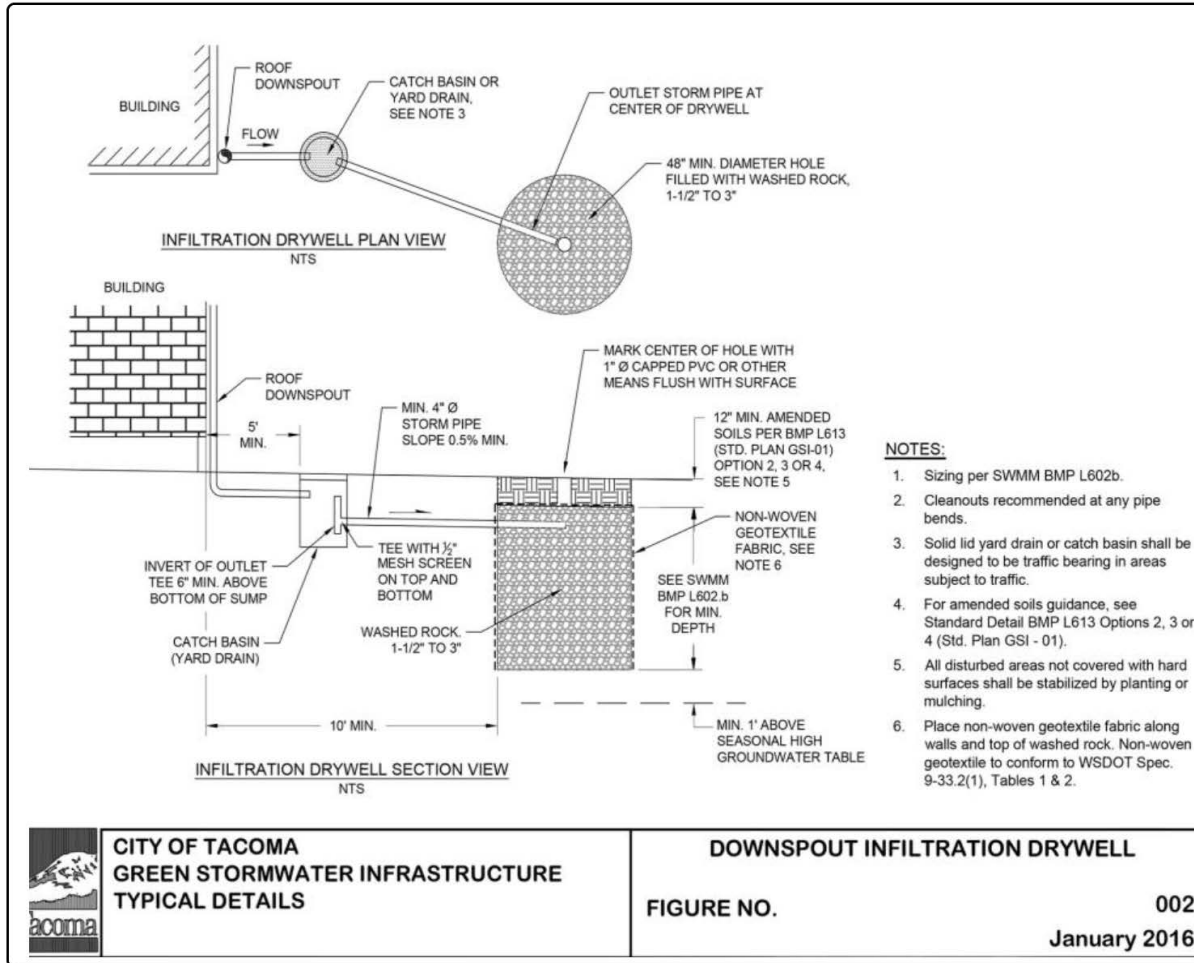 BUILDING
ROOF
DOWNSPOUT
FLOW
CATCH BASIN OR
YARD DRAIN,
SEE NOTE 3
OUTLET STORM PIPE AT
CENTER OF DRYWELL
48" MIN. DIAMETER HOLE
FILLED WITH WASHED ROCK,
1-1/2" TO 3"
INFILTRATION DRYWELL PLAN VIEW
NTS
BUILDING
ROOF
DOWNSPOUT
5'
MIN.
MIN. 4" Ø
STORM PIPE
SLOPE 0.5% MIN.
MARK CENTER OF HOLE WITH
1" Ø CAPPED PVC OR OTHER
MEANS FLUSH WITH SURFACE
12" MIN. AMENDED
SOILS PER BMP L613
(STD. PLAN GSI-01)
OPTION 2, 3 OR 4,
SEE NOTE 5
NON-WOVEN
GEOTEXTILE
FABRIC, SEE
NOTE 6
INVERT OF OUTLET
TEE 6" MIN. ABOVE
BOTTOM OF SUMP
TEE WITH ½"
MESH SCREEN
ON TOP AND
BOTTOM
SEE SWMM
BMP L602.b
FOR MIN.
DEPTH
CATCH BASIN
(YARD DRAIN)
WASHED ROCK.
1-1/2" TO 3"
10' MIN.
MIN. 1' ABOVE
SEASONAL HIGH
GROUNDWATER TABLE
INFILTRATION DRYWELL SECTION VIEW
NTS
NOTES:
1. Sizing per SWMM BMP L602b.
2. Cleanouts recommended at any pipe
bends.
3. Solid lid yard drain or catch basin shall be
designed to be traffic bearing in areas
subject to traffic.
4. For amended soils guidance, see
Standard Detail BMP L613 Options 2, 3 or
4 (Std. Plan GSI - 01).
5. All disturbed areas not covered with hard
surfaces shall be stabilized by planting or
mulching.
6. Place non-woven geotextile fabric along
walls and top of washed rock. Non-woven
geotextile to conform to WSDOT Spec.
9-33.2(1), Tables 1 & 2.
Tacoma
CITY OF TACOMA
GREEN STORMWATER INFRASTRUCTURE
TYPICAL DETAILS
DOWNSPOUT INFILTRATION DRYWELL
FIGURE NO. 002
January 2016